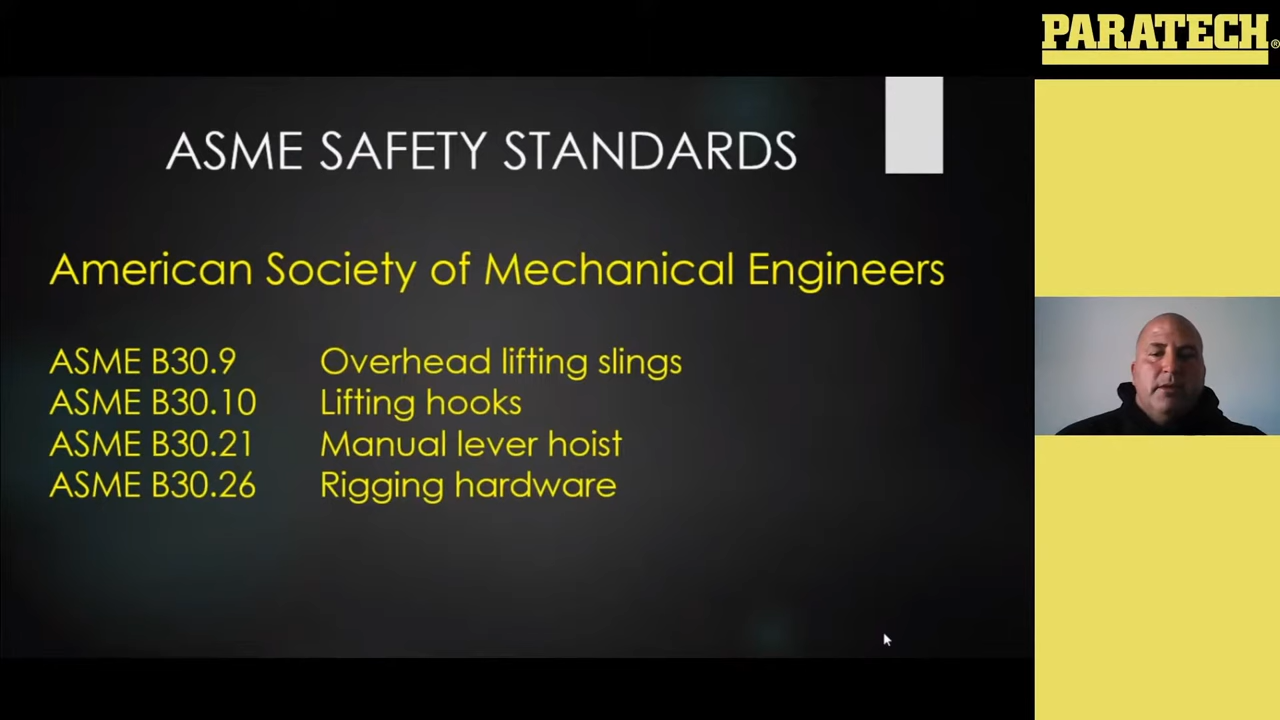 PARATECH®
ASME SAFETY STANDARDS
American Society of Mechanical Engineers
ASME B30.9 Overhead lifting slings
ASME B30.10 Lifting hooks
ASME B30.21 Manual lever hoist
ASME B30.26 Rigging hardware